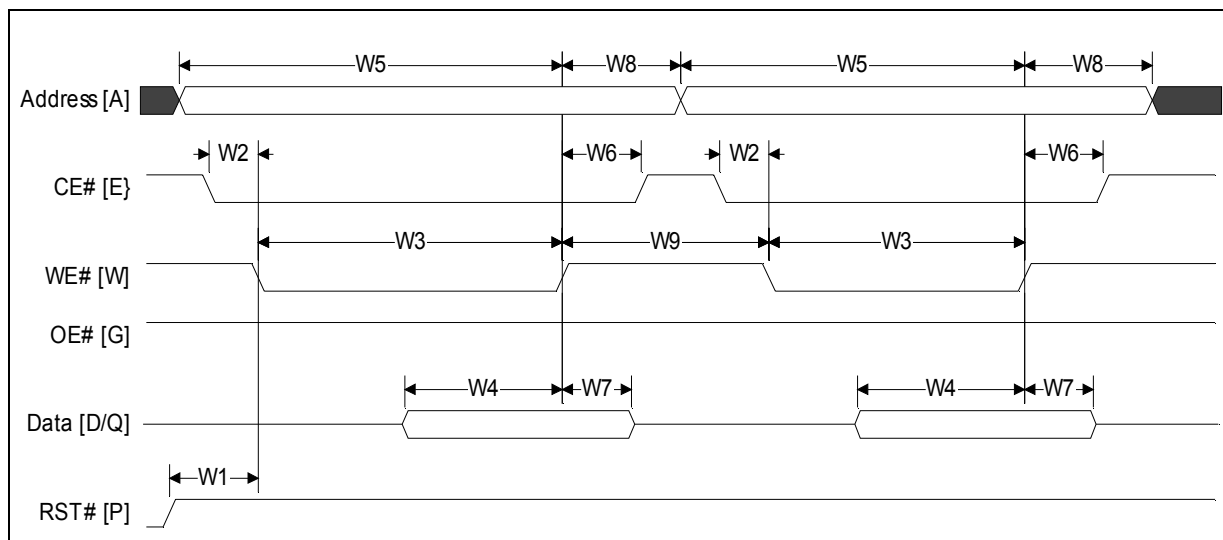 W5 W8 W5 W8
Address [A]
W2 W6 W2 W6
CE# [E}
W3 W9 W3
WE# [W]
OE# [G]
W4 W7 W4 W7
Data [D/Q]
W1
RST# [P]